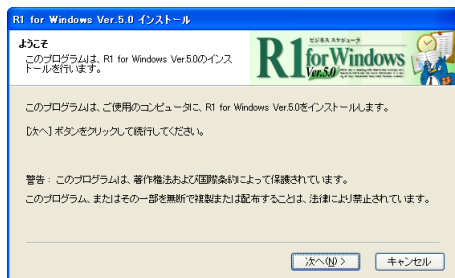 R1 for Windows Ver.5.0 インストール
ようこそ
このプログラムは、R1 for Windows Ver.5.0のインス
トールを行います。
ビジネス スケジューラ
R1 for Windows
Ver.5.0
このプログラムは、ご使用のコンピュータに、R1 for Windows Ver.5.0をインストールします。
[次へ] ボタンをクリックして続行してください。
警告 : このプログラムは、著作権法および国際条約によって保護されています。
このプログラム、またはその一部を無断で複製または配布することは、法律により禁止されています。
次へ(N) >
キャンセル